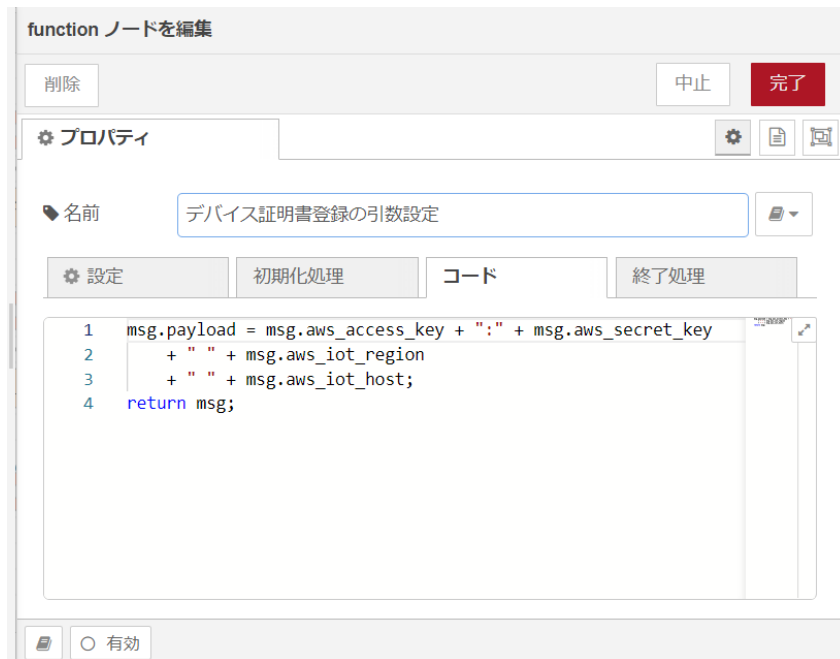 function ノードを編集
削除
中止
完了
プロパティ
名前
デバイス証明書登録の引数設定
設定
初期化処理
コード
終了処理
1 msg.payload = msg.aws_access_key + ":" + msg.aws_secret_key
2 + " " + msg.aws_iot_region
3 + " " + msg.aws_iot_host;
4 return msg;
有効